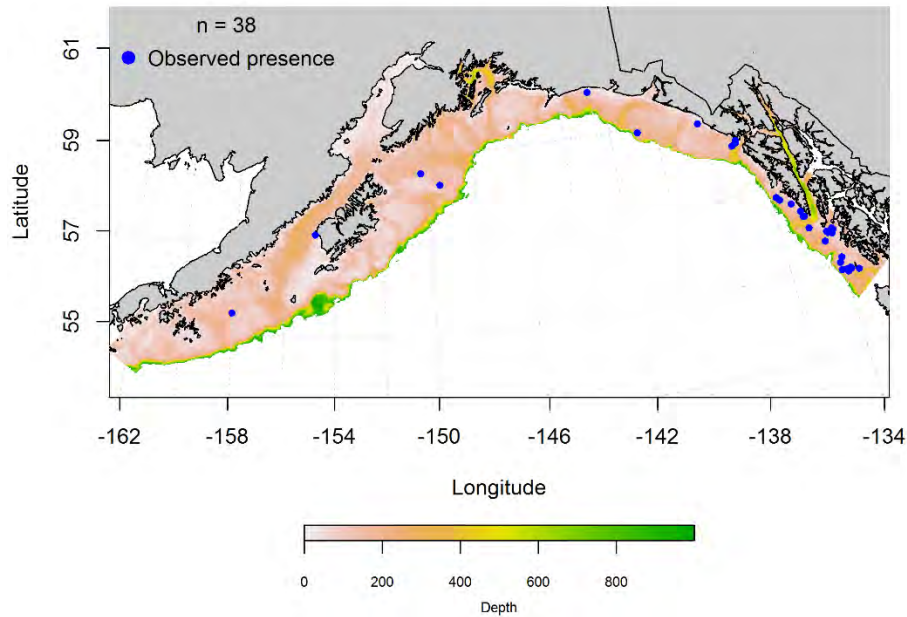 n = 38
Observed presence
61
59
57
55
Latitude
-162 -158 -154 -150 -146 -142 -138 -134
Longitude
0 200 400 600 800
Depth